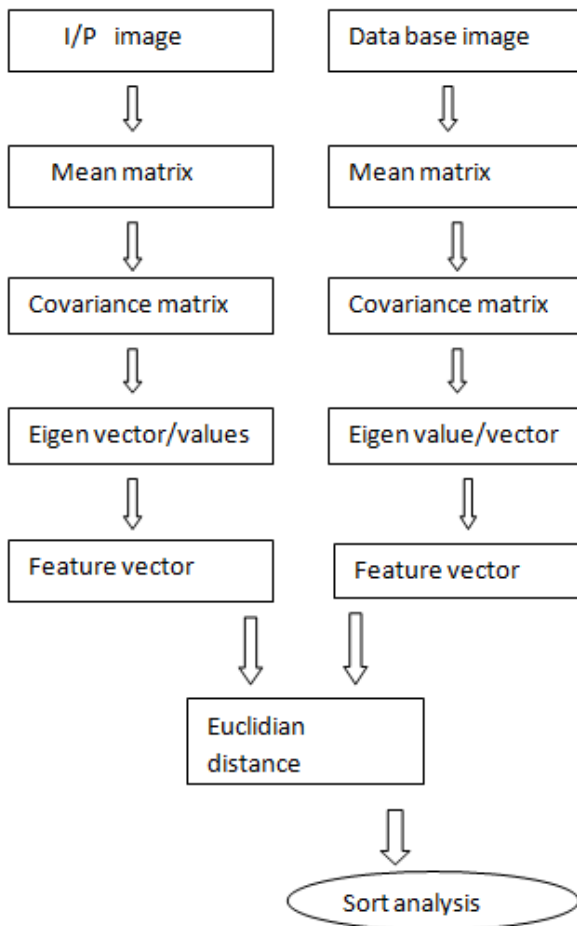 I/P image
Data base image
Mean matrix
Mean matrix
Covariance matrix
Covariance matrix
Eigen vector/values
Eigen value/vector
Feature vector
Feature vector
Euclidian
distance
Sort analysis